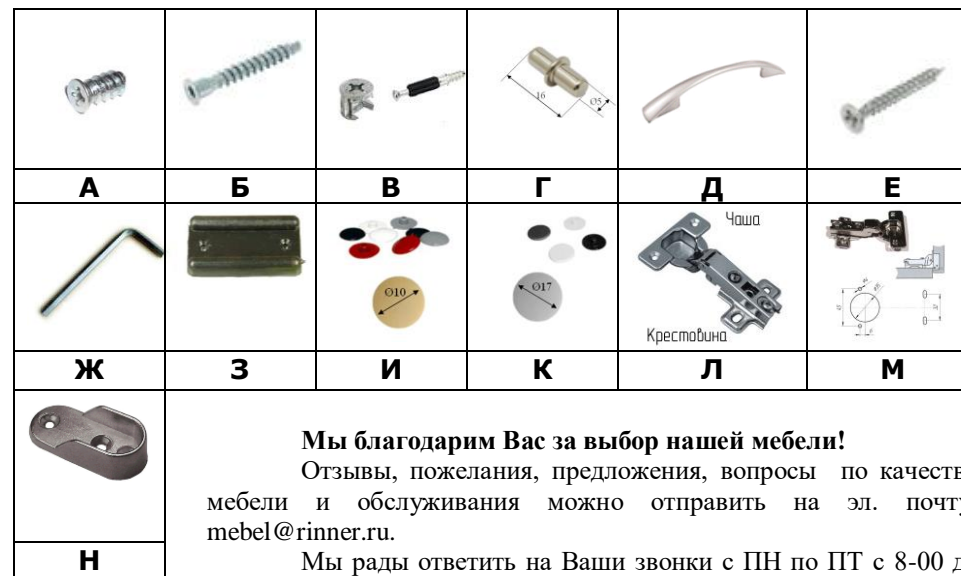 16
Ø5
А Б В Г Д Е
Ø10
Ø17
Чаша
Крестовина
Ж З И К Л М
Мы благодарим Вас за выбор нашей мебели!
Отзывы, пожелания, предложения, вопросы по качеств
мебели и обслуживания можно отправить на эл. почту
mebel@rinner.ru.
Н
Мы рады ответить на Ваши звонки с ПН по ПТ с 8-00 д